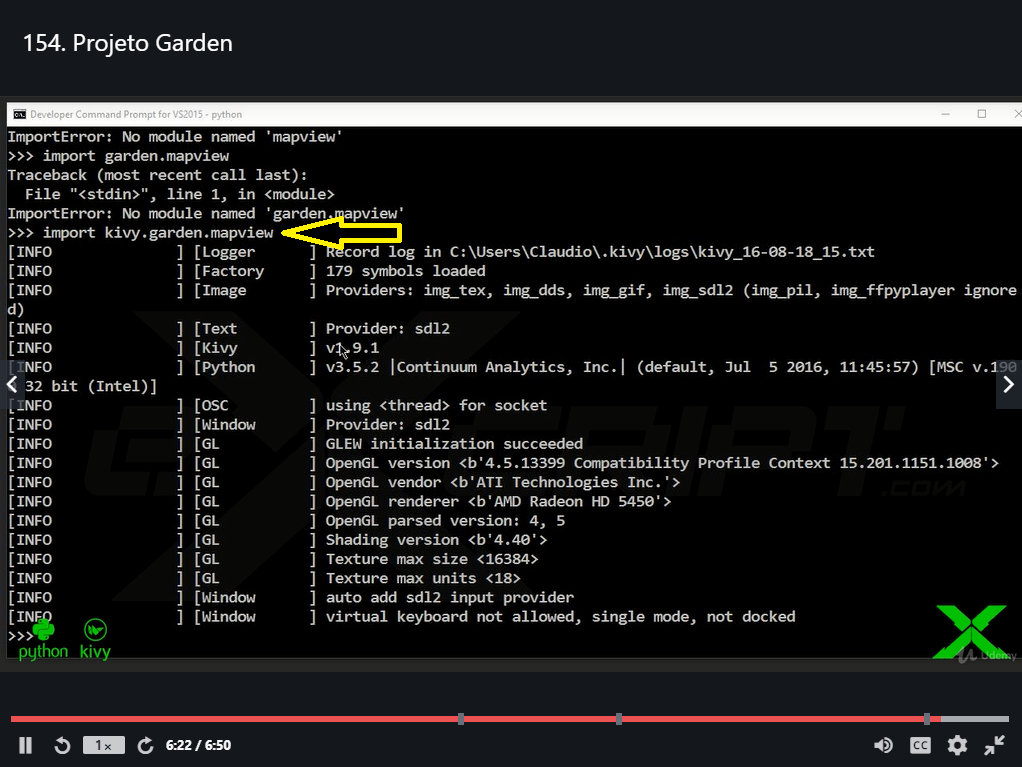 154. Projeto Garden
Developer Command Prompt for VS2015 - python
ImportError: No module named 'mapview'
>>> import garden.mapview
Traceback (most recent call last):
  File "<stdin>", line 1, in <module>
ImportError: No module named 'garden.mapview'
>>> import kivy.garden.mapview
[INFO              ] [Logger      ] Record log in C:\Users\Claudio\.kivy\logs\kivy_16-08-18_15.txt
[INFO              ] [Factory     ] 179 symbols loaded
[INFO              ] [Image       ] Providers: img_tex, img_dds, img_gif, img_sdl2 (img_pil, img_ffpyplayer ignore
d)
[INFO              ] [Text        ] Provider: sdl2
[INFO              ] [Kivy        ] v1.9.1
[INFO              ] [Python      ] v3.5.2 |Continuum Analytics, Inc.| (default, Jul  5 2016, 11:45:57) [MSC v.190
0 32 bit (Intel)]
[INFO              ] [OSC         ] using <thread> for socket
[INFO              ] [Window      ] Provider: sdl2
[INFO              ] [GL          ] GLEW initialization succeeded
[INFO              ] [GL          ] OpenGL version <b'4.5.13399 Compatibility Profile Context 15.201.1151.1008'>
[INFO              ] [GL          ] OpenGL vendor <b'ATI Technologies Inc.'>
[INFO              ] [GL          ] OpenGL renderer <b'AMD Radeon HD 5450'>
[INFO              ] [GL          ] OpenGL parsed version: 4, 5
[INFO              ] [GL          ] Shading version <b'4.40'>
[INFO              ] [GL          ] Texture max size <16384>
[INFO              ] [GL          ] Texture max units <18>
[INFO              ] [Window      ] auto add sdl2 input provider
[INFO              ] [Window      ] virtual keyboard not allowed, single mode, not docked
>>>
python kivy
Udemy
1x 6:22 / 6:50 CC